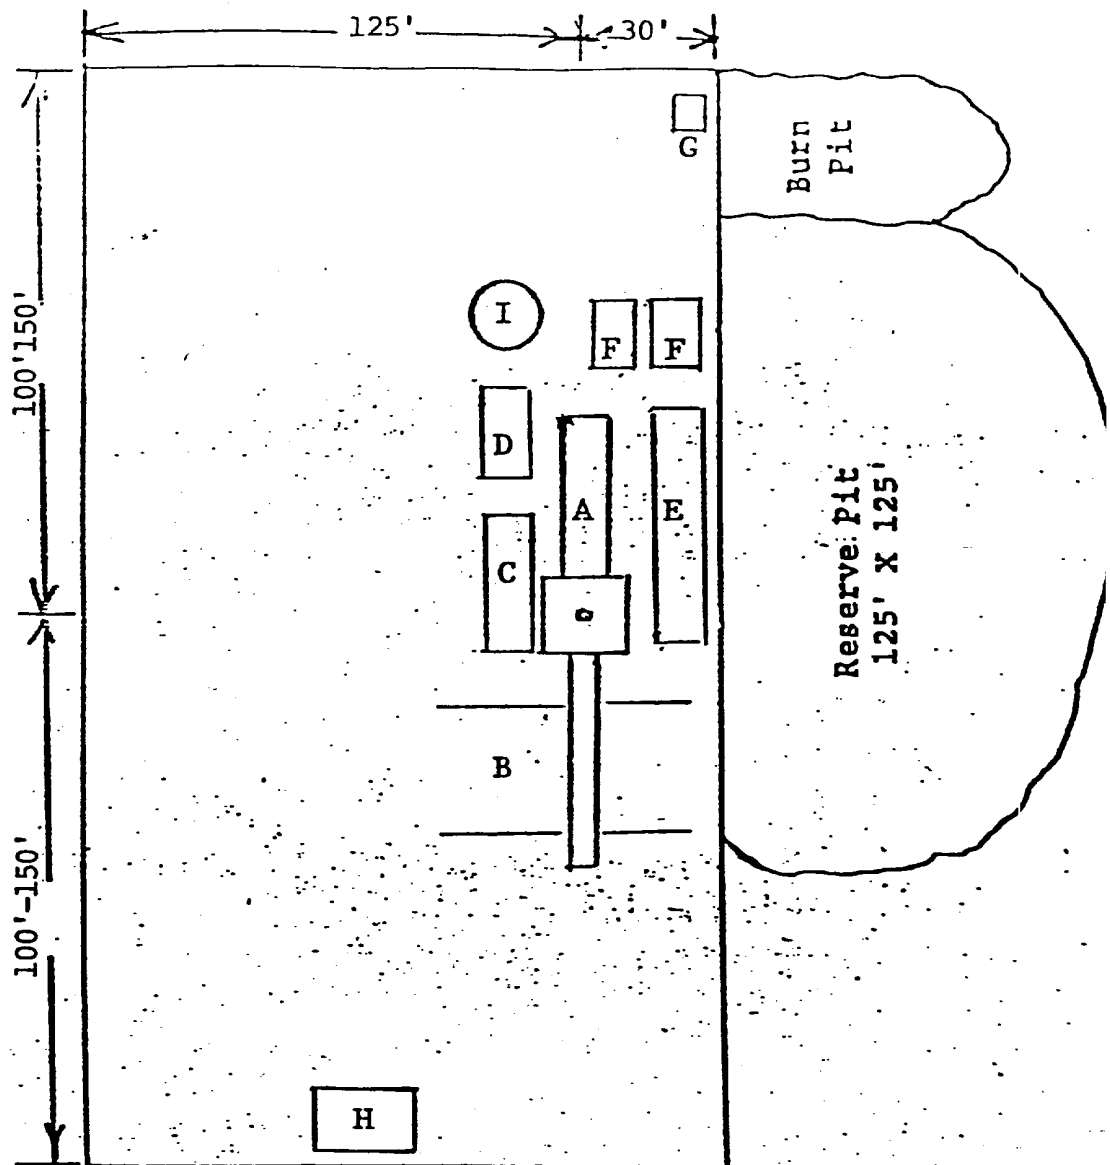 125'
30'
G
Burn
Pit
100'150'
I
F
F
D
A
E
C
Reserve Pit
125' X 125'
B
100'-150'
H